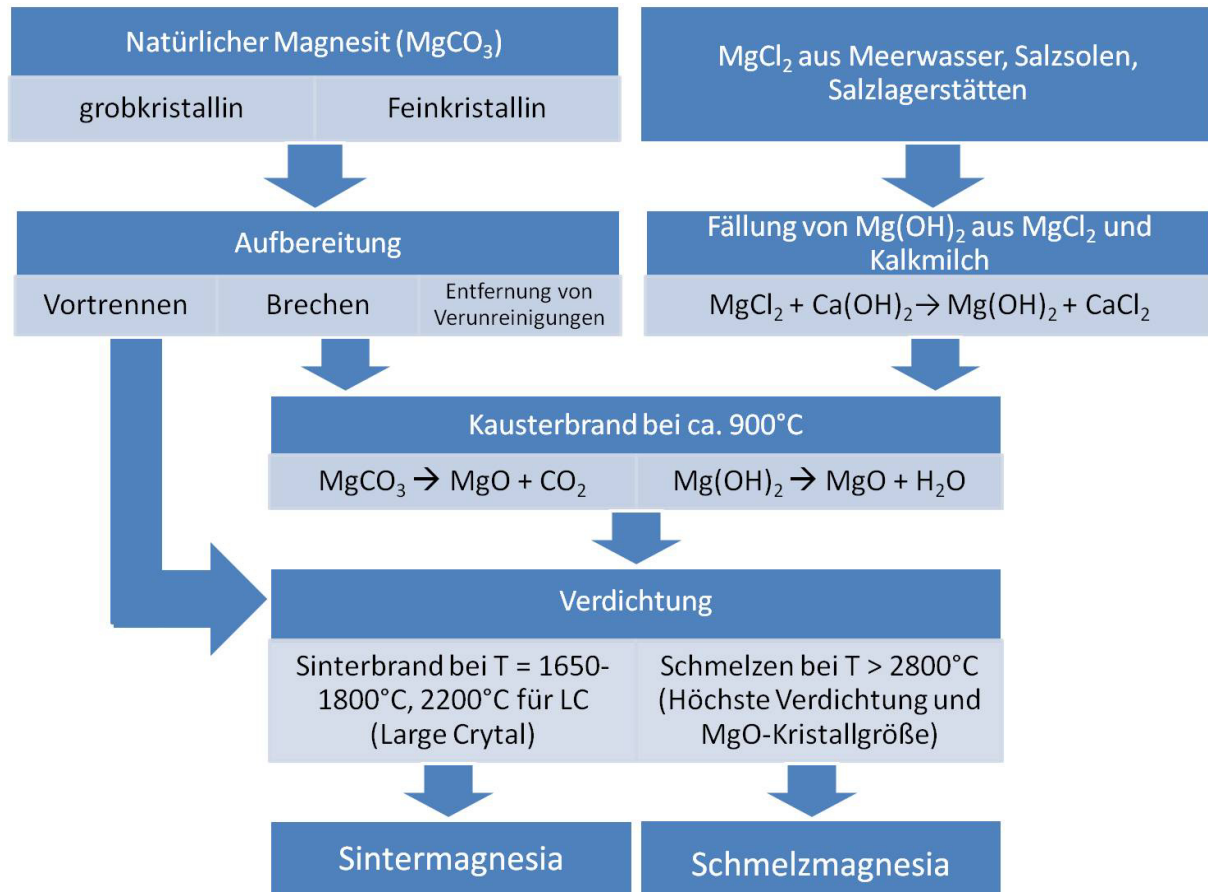 Natürlicher Magnesit (MgCO₃)
grobkristallin
Feinkristallin
MgCl₂ aus Meerwasser, Salzsolen,
Salzlagerstätten
Aufbereitung
Vortrennen
Brechen
Entfernung von
Verunreinigungen
Fällung von Mg(OH)₂ aus MgCl₂ und
Kalkmilch
MgCl₂ + Ca(OH)₂ → Mg(OH)₂ + CaCl₂
Kausterbrand bei ca. 900°C
MgCO₃ → MgO + CO₂
Mg(OH)₂ → MgO + H₂O
Verdichtung
Sinterbrand bei T = 1650-
1800°C, 2200°C für LC
(Large Crytal)
Schmelzen bei T > 2800°C
(Höchste Verdichtung und
MgO-Kristallgröße)
Sintermagnesia
Schmelzmagnesia